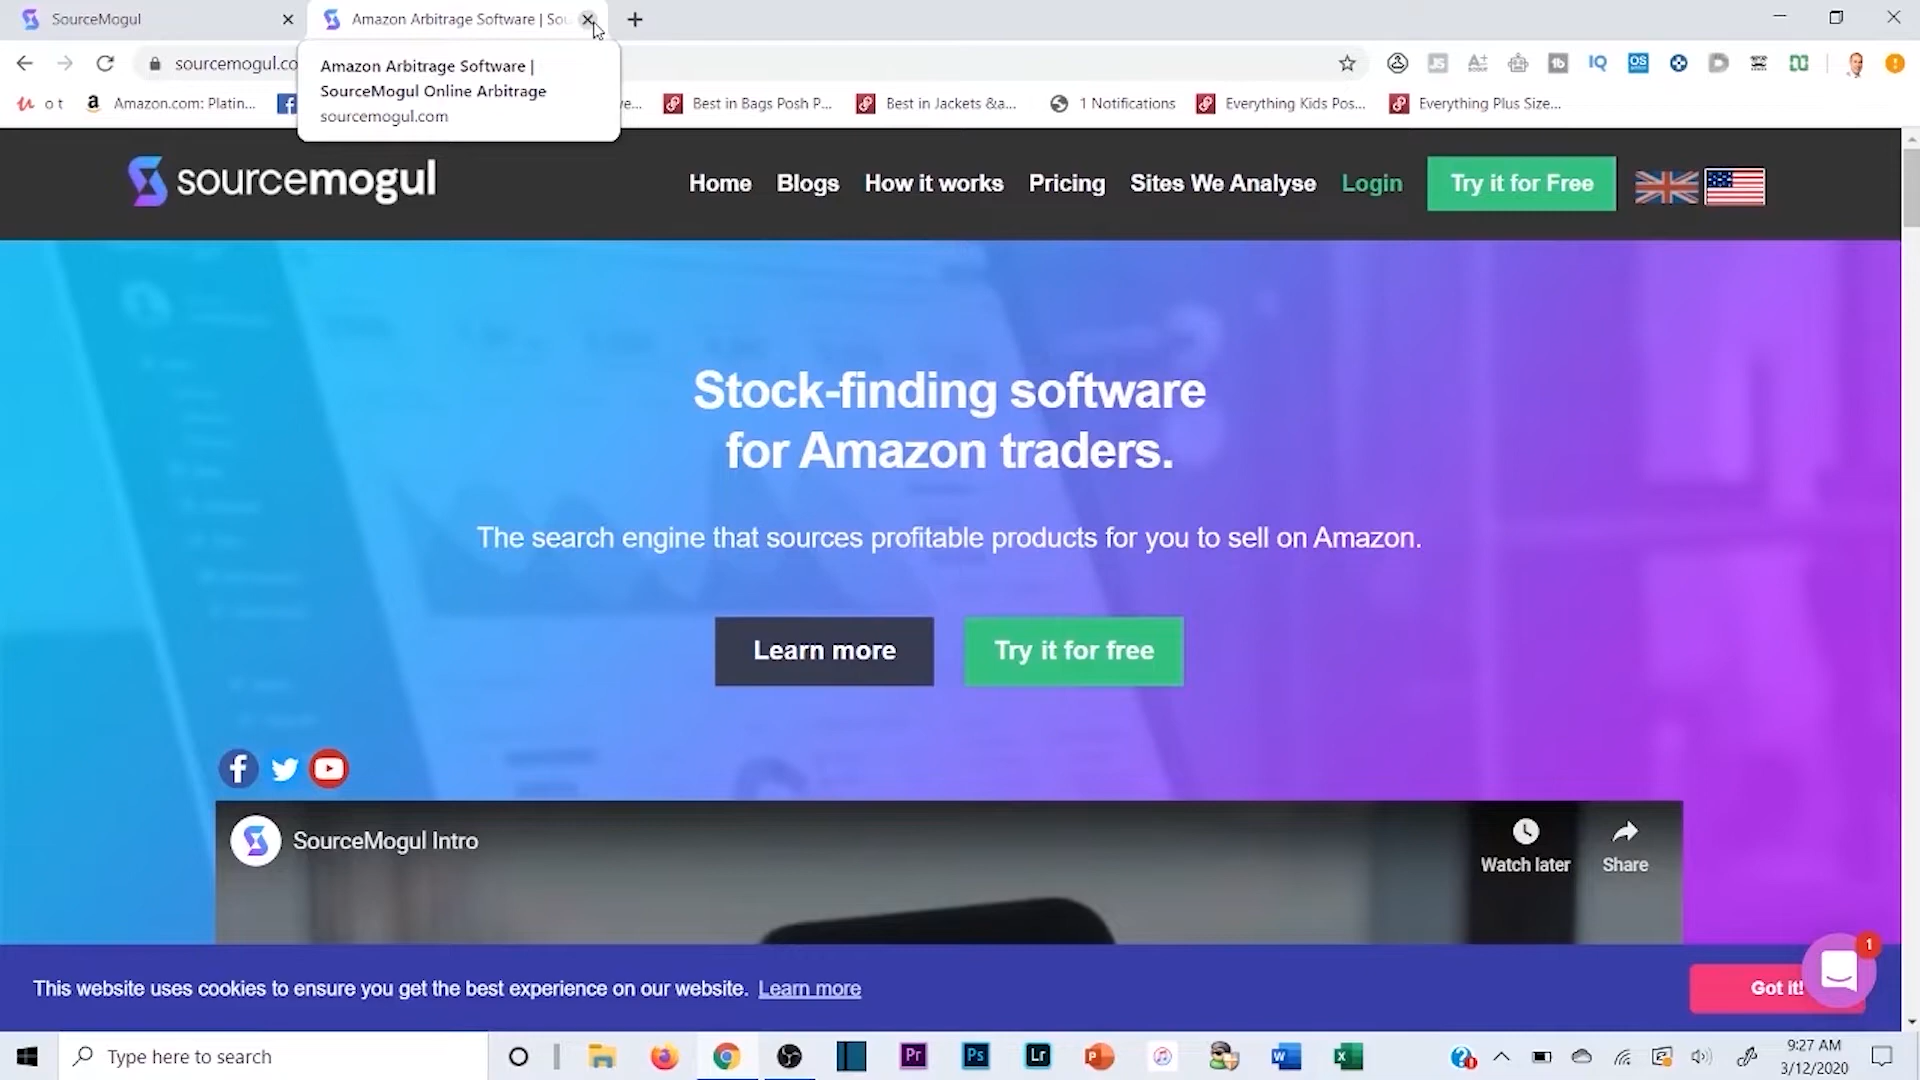 SourceMogul
Amazon Arbitrage Software | Sou
sourcemogul.co
Amazon Arbitrage Software |
SourceMogul Online Arbitrage
sourcemogul.com
o t
Amazon.com: Platin...
Best in Bags Posh P...
Best in Jackets &a...
1 Notifications
Everything Kids Pos...
Everything Plus Size...
sourcemogul
Home Blogs How it works Pricing Sites We Analyse Login Try it for Free
Stock-finding software
for Amazon traders.
The search engine that sources profitable products for you to sell on Amazon.
Learn more Try it for free
SourceMogul Intro
Watch later Share
This website uses cookies to ensure you get the best experience on our website. Learn more
Got it!
1
Type here to search
Pr Ps Lr
9:27 AM
3/12/2020